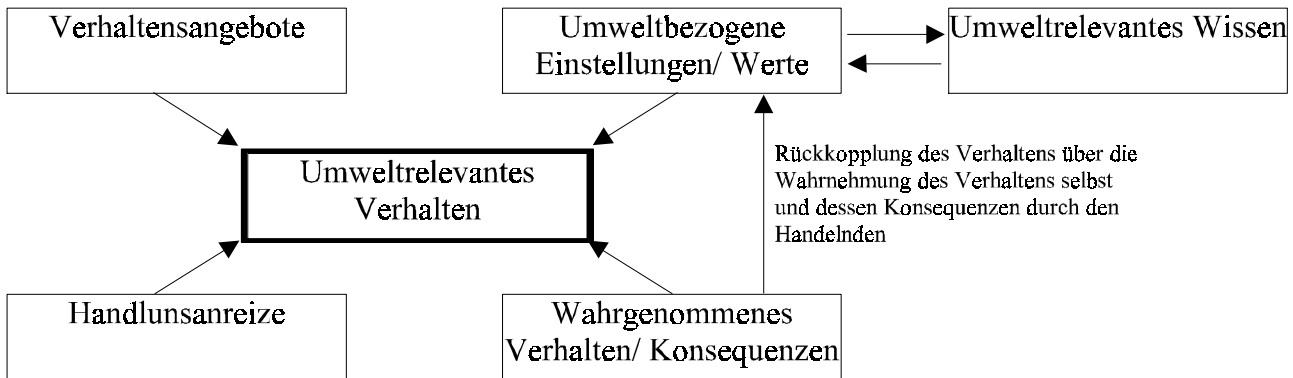 Verhaltensangebote
Umweltbezogene
Einstellungen/ Werte
Umweltrelevantes Wissen
Umweltrelevantes
Verhalten
Rückkopplung des Verhaltens über die
Wahrnehmung des Verhaltens selbst
und dessen Konsequenzen durch den
Handelnden
Handlunsanreize
Wahrgenommenes
Verhalten/ Konsequenzen